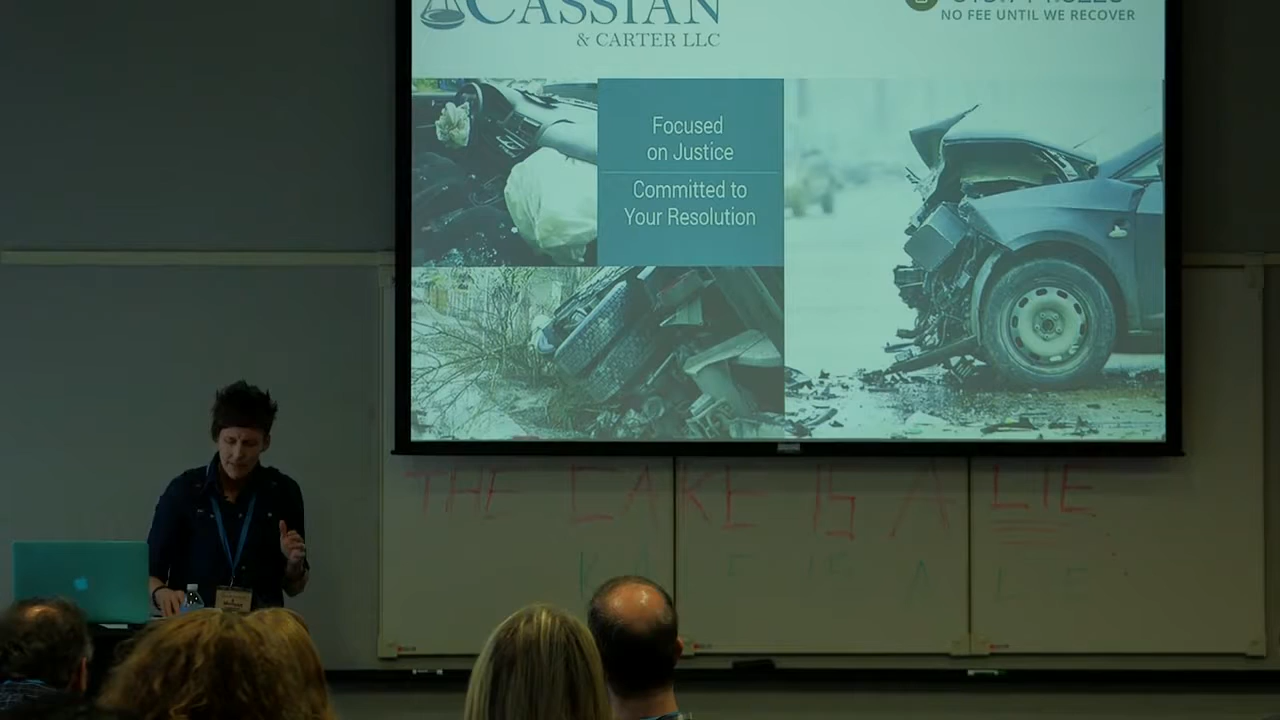 CASSIAN
& CARTER LLC
NO FEE UNTIL WE RECOVER
Focused
on Justice
Committed to
Your Resolution
THE CAKE IS A LIE